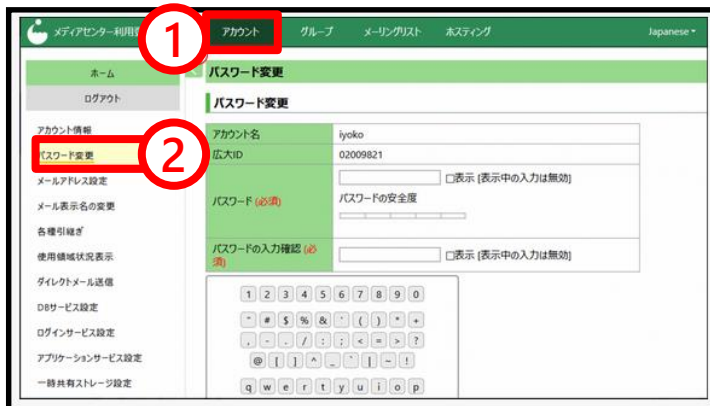 メディアセンター利用
1
アカウント
グループ
メーリングリスト
ホスティング
Japanese
ホーム
ログアウト
アカウント情報
パスワード変更
2
メールアドレス設定
メール表示名の変更
各種引継ぎ
使用領域状況表示
ダイレクトメール送信
DBサービス設定
ログインサービス設定
アプリケーションサービス設定
一時共有ストレージ設定
パスワード変更
パスワード変更
アカウント名 iyoko
広大ID 02009821
パスワード (必須)
□表示 [表示中の入力は無効]
パスワードの安全度
パスワードの入力確認 (必
須)
□表示 [表示中の入力は無効]
1 2 3 4 5 6 7 8 9 0
" # $ % & ' ( ) * +
, - . / : ; < = > ?
@ [ ] ^ _ ` | ~ !
q w e r t y u i o p